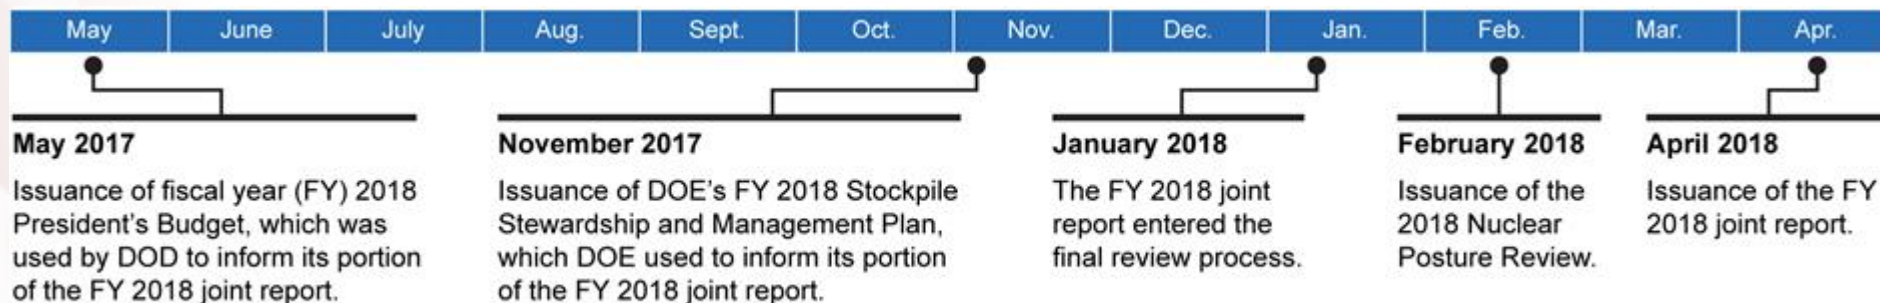 May June July Aug. Sept. Oct. Nov. Dec. Jan. Feb. Mar. Apr.
May 2017
Issuance of fiscal year (FY) 2018
President's Budget, which was
used by DOD to inform its portion
of the FY 2018 joint report.
November 2017
Issuance of DOE's FY 2018 Stockpile
Stewardship and Management Plan,
which DOE used to inform its portion
of the FY 2018 joint report.
January 2018
The FY 2018 joint
report entered the
final review process.
February 2018
Issuance of the
2018 Nuclear
Posture Review.
April 2018
Issuance of the FY
2018 joint report.